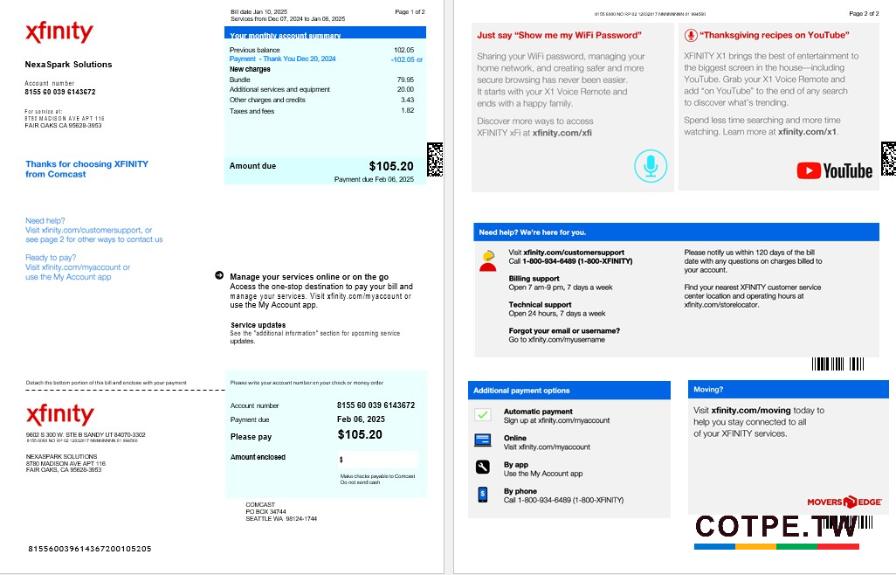 Bill date Jan 10, 2025 Page 1 of 2
Services from Dec 07, 2024 to Jan 06, 2025
xfinity
Your monthly account summary
NexaSpark Solutions
Account number
8155 60 039 6143672
For service at:
8780 MADISON AVE APT 116
FAIR OAKS CA 95628-3953
Previous balance 102.05
Payment - Thank You Dec 20, 2024 -102.05 cr
New charges
Bundle 79.95
Additional services and equipment 20.00
Other charges and credits 3.43
Taxes and fees 1.82
Thanks for choosing XFINITY
from Comcast
Amount due $105.20
Payment due Feb 06, 2025
Need help?
Visit xfinity.com/customersupport, or
see page 2 for other ways to contact us
Ready to pay?
Visit xfinity.com/myaccount or
use the My Account app
Manage your services online or on the go
Access the one-stop destination to pay your bill and
manage your services. Visit xfinity.com/myaccount or
use the My Account app.
Service updates
See the "additional information" section for upcoming service
updates.
Detach the bottom portion of this bill and enclose with your payment
Please write your account number on your check or money order
xfinity
9602 S 300 W. STE B SANDY UT 84070-3302
NEXASPARK SOLUTIONS
8780 MADISON AVE APT 116
FAIR OAKS, CA 95628-3953
Account number 8155 60 039 6143672
Payment due Feb 06, 2025
Please pay $105.20
Amount enclosed $
Make checks payable to Comcast
Do not send cash
COMCAST
PO BOX 34744
SEATTLE WA 98124-1744
815560039614367200105205
Page 2 of 2
Just say “Show me my WiFi Password”
Sharing your WiFi password, managing your
home network, and creating safer and more
secure browsing has never been easier.
It starts with your X1 Voice Remote and
ends with a happy family.
Discover more ways to access
XFINITY xFi at xfinity.com/xfi
“Thanksgiving recipes on YouTube”
XFINITY X1 brings the best of entertainment to
the biggest screen in the house—including
YouTube. Grab your X1 Voice Remote and
add “on YouTube” to the end of any search
to discover what's trending.
Spend less time searching and more time
watching. Learn more at xfinity.com/x1.
YouTube
Need help? We're here for you.
Visit xfinity.com/customersupport
Call 1-800-934-6489 (1-800-XFINITY)
Billing support
Open 7 am-9 pm, 7 days a week
Technical support
Open 24 hours, 7 days a week
Forgot your email or username?
Go to xfinity.com/myusername
Please notify us within 120 days of the bill
date with any questions on charges billed to
your account.
Find your nearest XFINITY customer service
center location and operating hours at
xfinity.com/storelocator.
Additional payment options
Automatic payment
Sign up at xfinity.com/myaccount
Online
Visit xfinity.com/myaccount
By app
Use the My Account app
By phone
Call 1-800-934-6489 (1-800-XFINITY)
Moving?
Visit xfinity.com/moving today to
help you stay connected to all
of your XFINITY services.
MOVERS EDGE
COTPE.TW